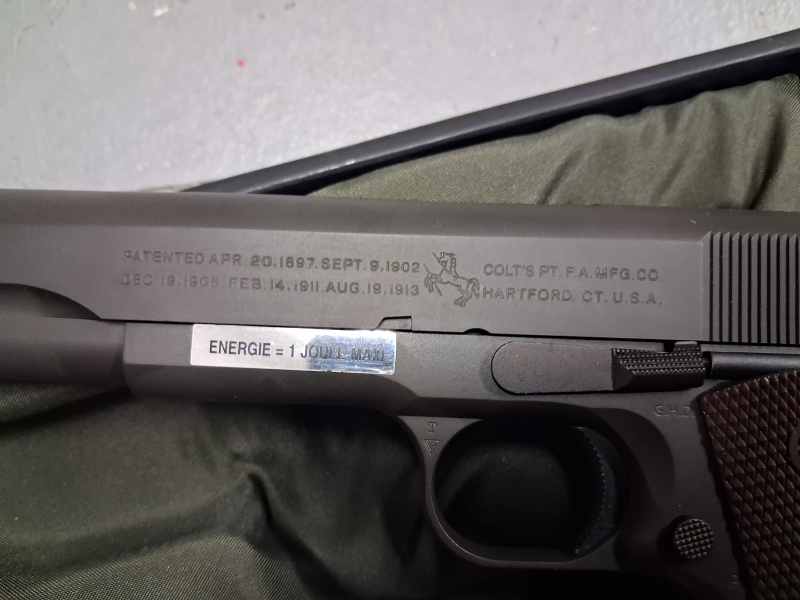 PATENTED APR. 20.1897. SEPT. 9.1902
DEC. 19.1905. FEB. 14.1911. AUG. 19.1913
COLT'S PT. F.A. MFG. CO.
HARTFORD. CT. U.S.A.
ENERGIE = 1 JOULE MAXI
G.H.D.
T
F